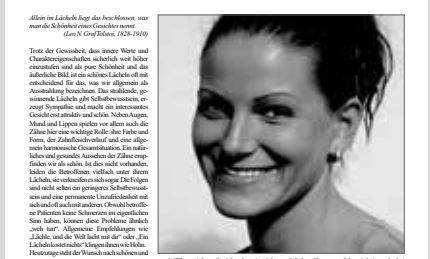 Allein im Lächeln liegt das beschlossen, was
man die Schönheit eines Gesichtes nennt.
(Leo N. Graf Tolstoi, 1828-1910)
Trotz der Gewissheit, dass innere Werte und
Charaktereigenschaften sicherlich weit höher
einzustufen sind als pure Schönheit und das
äußerliche Bild, ist ein schönes Lächeln oft mit
entscheidend für das, was wir allgemein als
Ausstrahlung bezeichnen. Das strahlende, ge-
winnende Lächeln gibt Selbstbewusstsein, er-
zeugt Sympathie und macht ein interessantes
Gesicht erst attraktiv und schön. Neben Augen,
Mund und Lippen spielen vor allem auch die
Zähne hier eine wichtige Rolle: ihre Farbe und
Form, der Zahnfleischverlauf und eine allge-
mein harmonische Gesamtsituation. Ein natür-
liches und gesundes Aussehen der Zähne emp-
finden wir als schön. Ist dies nicht vorhanden,
leiden die Betroffenen vielfach unter ihrem
Lächeln, sie verkneifen es sich sogar. Die Folgen
sind nicht selten ein geringeres Selbstbewusst-
sein und eine permanente Unzufriedenheit mit
sich und oft auch mit anderen. Obwohl betroffe-
ne Patienten keine Schmerzen im eigentlichen
Sinn haben, können diese Probleme ähnlich
„weh tun“. Allgemeine Empfehlungen wie
„Lächle, und die Welt lacht mit dir“ oder „Ein
Lächeln kostet nichts“ klingen ihnen wie Hohn.
Heutzutage steht der Wunsch nach schönen und